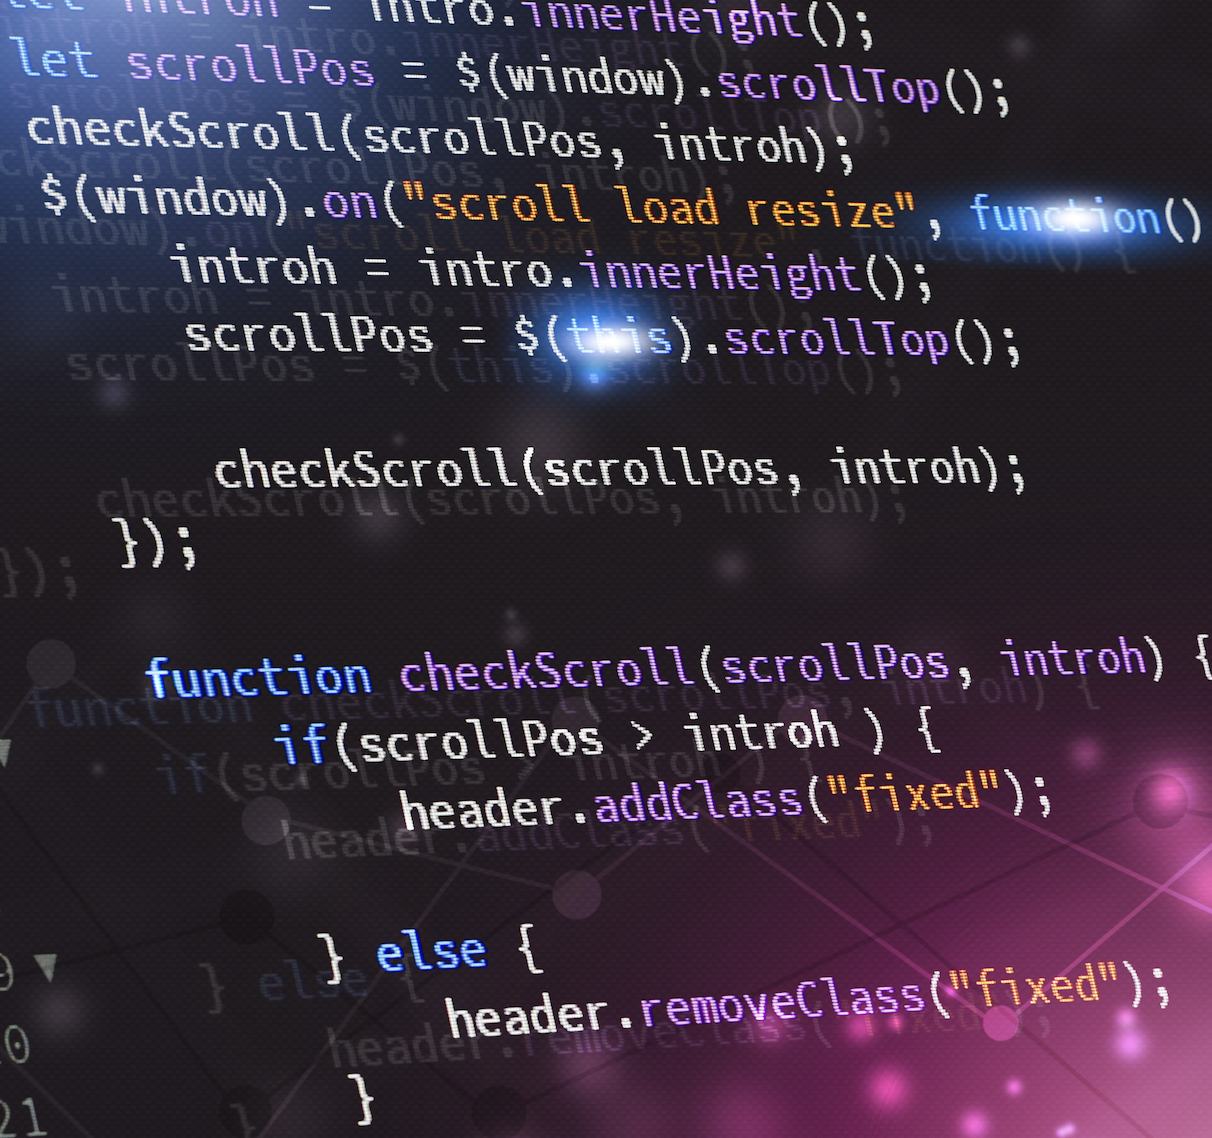 let introh = intro.innerHeight();
let scrollPos = $(window).scrollTop();
checkScroll(scrollPos, introh);
$(window).on("scroll load resize", function()
introh = intro.innerHeight();
scrollPos = $(this).scrollTop();
checkScroll(scrollPos, introh);
});
function checkScroll(scrollPos, introh) {
if(scrollPos > introh ) {
header.addClass("fixed");
} else {
header.removeClass("fixed");
}
21